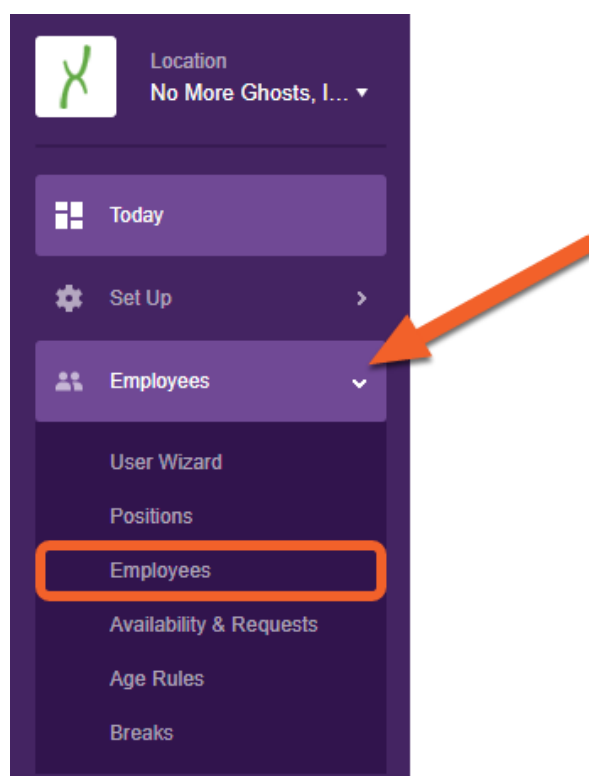 Location
No More Ghosts, I...
Today
Set Up
Employees
User Wizard
Positions
Employees
Availability & Requests
Age Rules
Breaks